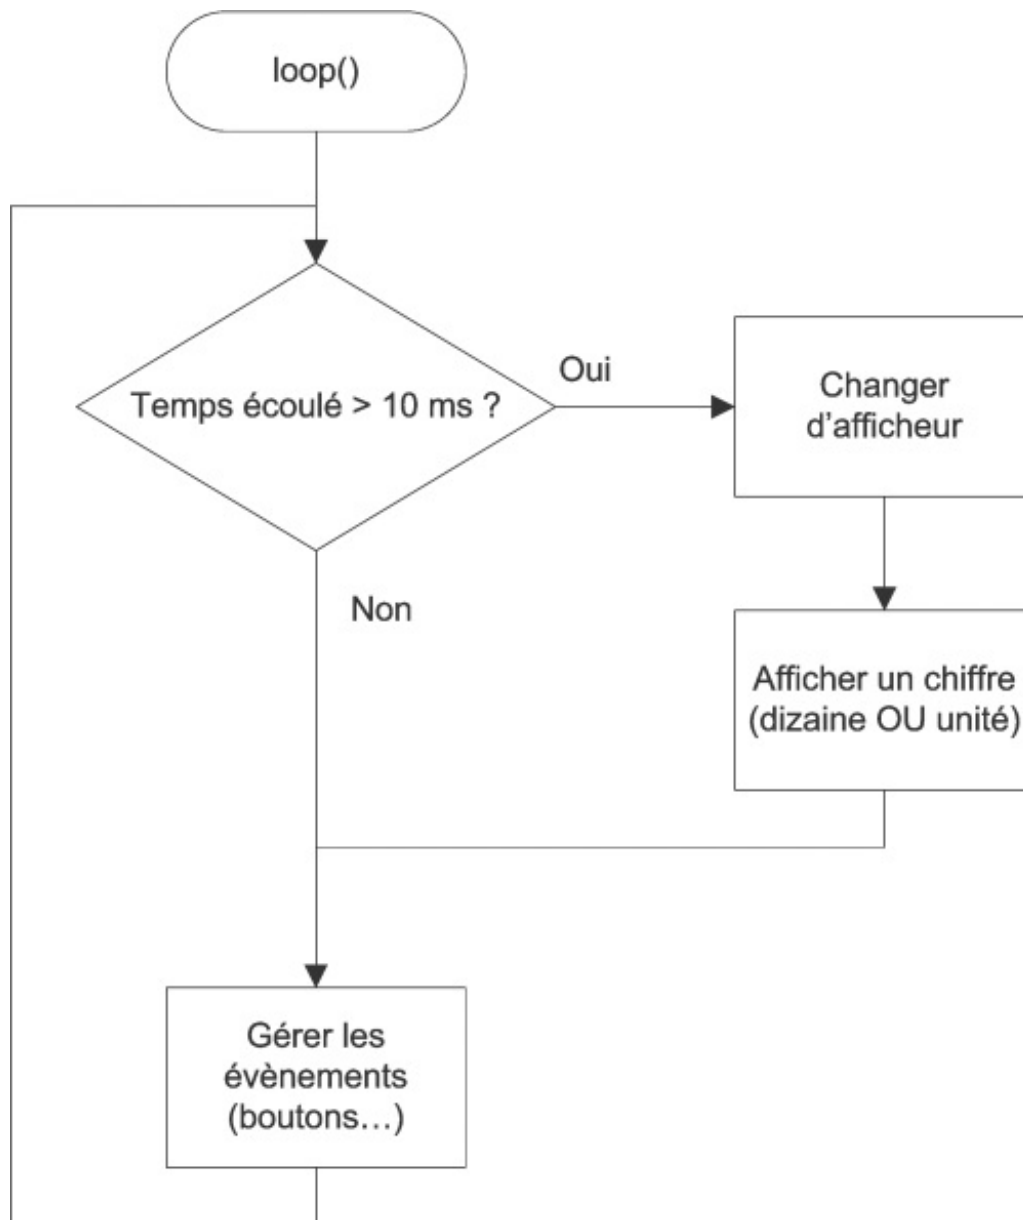 loop()
Temps écoulé > 10 ms ?
Oui
Changer
d’afficheur
Non
Afficher un chiffre
(dizaine OU unité)
Gérer les
évènements
(boutons…)